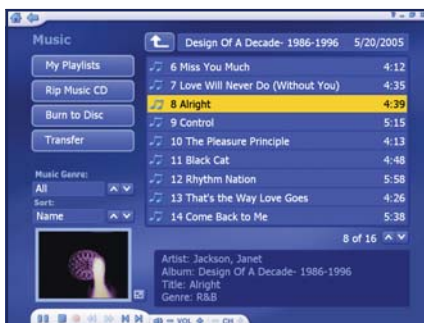 Music
Design Of A Decade- 1986-1996 5/20/2005
My Playlists
Rip Music CD
Burn to Disc
Transfer
Music Genre:
All
Sort:
Name
6 Miss You Much 4:12
7 Love Will Never Do (Without You) 4:35
8 Alright 4:39
9 Control 5:15
10 The Pleasure Principle 4:13
11 Black Cat 4:48
12 Rhythm Nation 5:58
13 That's the Way Love Goes 4:26
14 Come Back to Me 5:38
8 of 16
Artist: Jackson, Janet
Album: Design Of A Decade- 1986-1996
Title: Alright
Genre: R&B
VOL CH